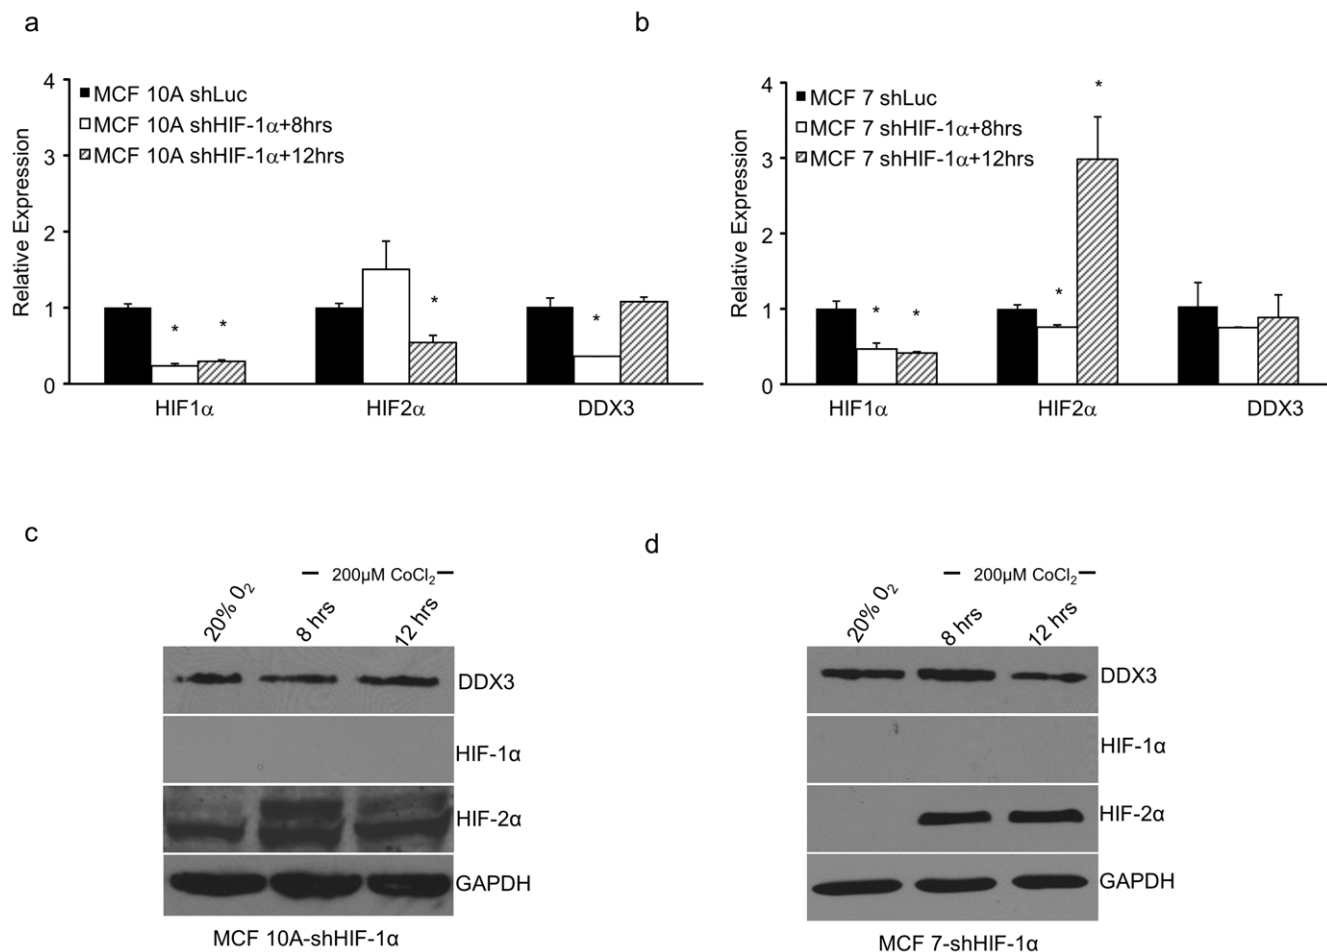 a
4
3
2
1
0
Relative Expression
MCF 10A shLuc
MCF 10A shHIF-1α+8hrs
MCF 10A shHIF-1α+12hrs
*
*
*
*
HIF1α
HIF2α
DDX3
b
4
3
2
1
0
Relative Expression
MCF 7 shLuc
MCF 7 shHIF-1α+8hrs
MCF 7 shHIF-1α+12hrs
*
*
*
*
HIF1α
HIF2α
DDX3
c
200µM CoCl₂
20% 0₂
8 hrs
12 hrs
DDX3
HIF-1α
HIF-2α
GAPDH
MCF 10A-shHIF-1α
d
200µM CoCl₂
20% 0₂
8 hrs
12 hrs
DDX3
HIF-1α
HIF-2α
GAPDH
MCF 7-shHIF-1α